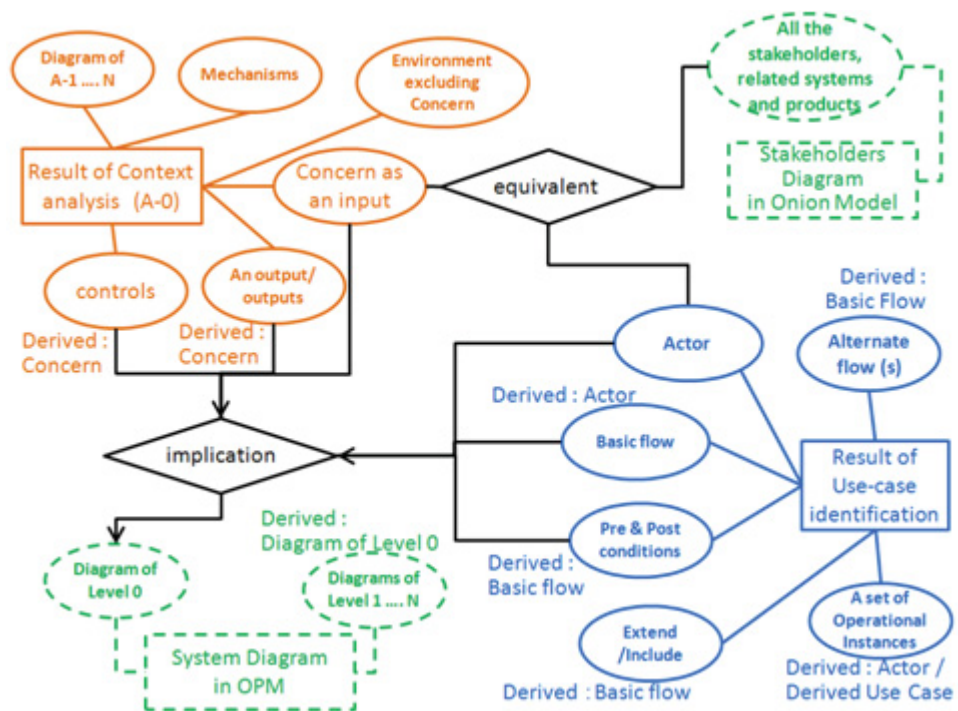 Diagram of
A-1 .... N
Mechanisms
Environment
excluding
Concern
All the
stakeholders,
related systems
and products
Result of Context
analysis (A-0)
Concern as
an input
equivalent
Stakeholders
Diagram
in Onion Model
controls
An output/
outputs
Derived :
Concern
Derived :
Concern
Derived :
Basic Flow
Actor
Alternate
flow (s)
Derived : Actor
Basic flow
implication
Result of
Use-case
identification
Derived :
Diagram of Level 0
Pre & Post
conditions
Derived :
Basic flow
Diagram of
Level 0
Diagrams of
Level 1 .... N
System Diagram
in OPM
Extend
/Include
Derived : Basic flow
A set of
Operational
Instances
Derived : Actor /
Derived Use Case